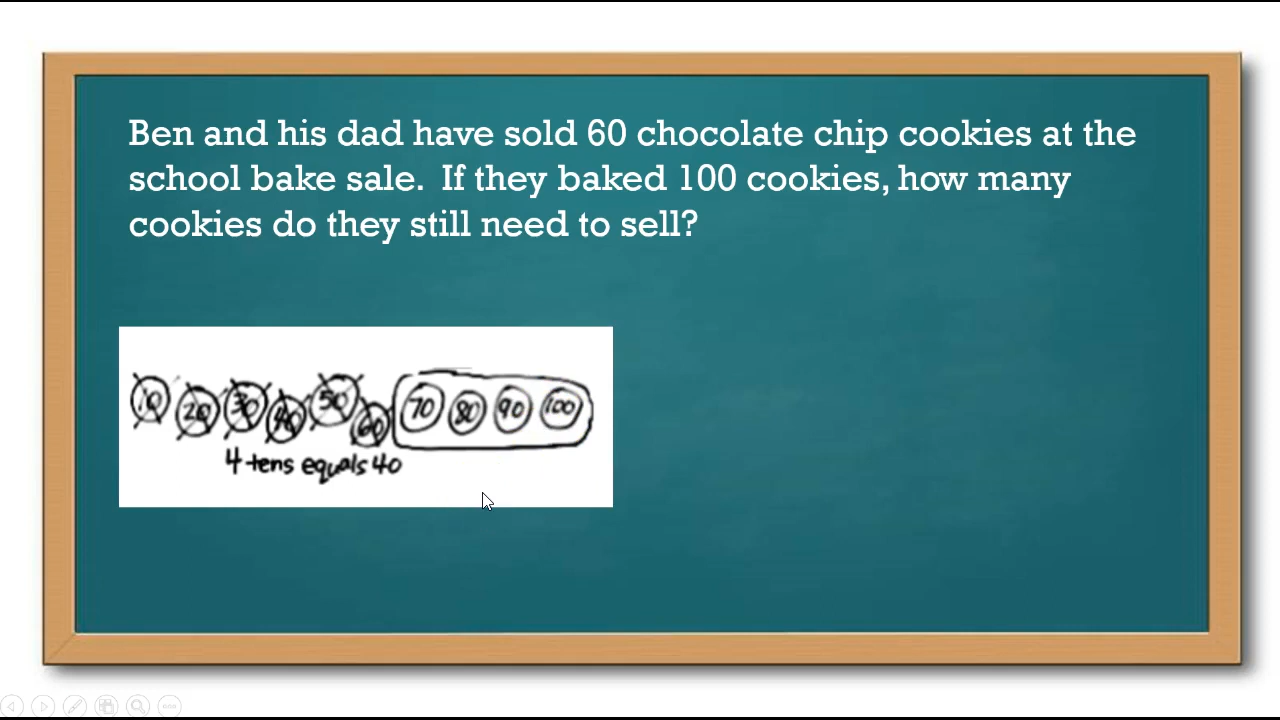 Ben and his dad have sold 60 chocolate chip cookies at the
school bake sale. If they baked 100 cookies, how many
cookies do they still need to sell?
10 20 30 40 50 60 70 80 90 100
4 tens equals 40